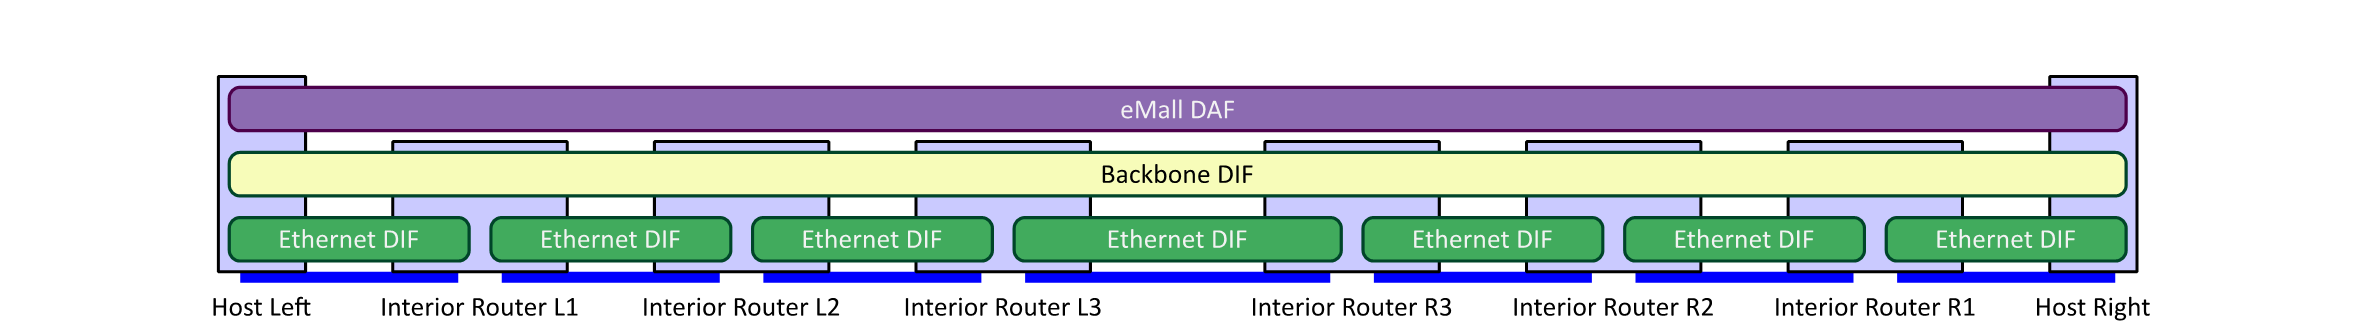 eMall DAF
Backbone DIF
Ethernet DIF Ethernet DIF Ethernet DIF Ethernet DIF Ethernet DIF Ethernet DIF Ethernet DIF
Host Left Interior Router L1 Interior Router L2 Interior Router L3 Interior Router R3 Interior Router R2 Interior Router R1 Host Right